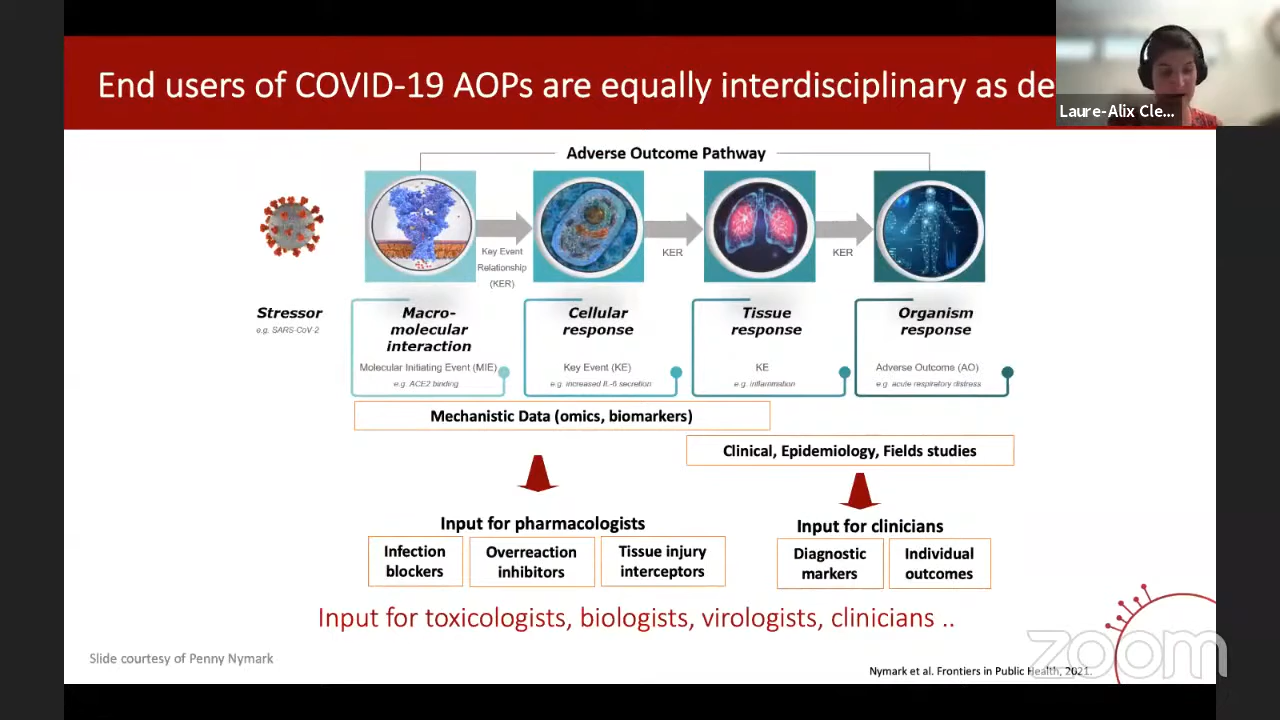 End users of COVID-19 AOPs are equally interdisciplinary as de
Laure-Alix Cle...
Adverse Outcome Pathway
Key Event
Relationship
(KER)
KER
KER
Stressor
e.g. SARS-CoV-2
Macro-
molecular
interaction
Molecular Initiating Event (MIE)
e.g. ACE2 binding
Cellular
response
Key Event (KE)
e.g. increased IL-6 secretion
Tissue
response
KE
e.g. inflammation
Organism
response
Adverse Outcome (AO)
e.g. acute respiratory distress
Mechanistic Data (omics, biomarkers)
Clinical, Epidemiology, Fields studies
Input for pharmacologists
Infection
blockers
Overreaction
inhibitors
Tissue injury
interceptors
Input for clinicians
Diagnostic
markers
Individual
outcomes
Input for toxicologists, biologists, virologists, clinicians ..
Slide courtesy of Penny Nymark
Nymark et al. Frontiers in Public Health, 2021.
zoom